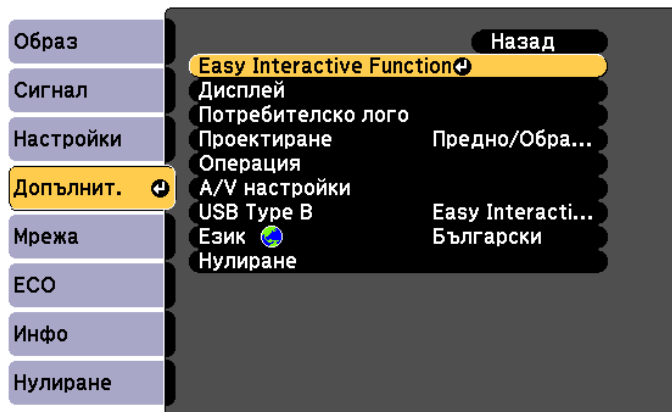 Образ
Сигнал
Настройки
Допълнит.
Мрежа
ECO
Инфо
Нулиране
Назад
Easy Interactive Function
Дисплей
Потребителско лого
Проектиране Предно/Обра...
Операция
A/V настройки
USB Type B Easy Interacti...
Език Български
Нулиране